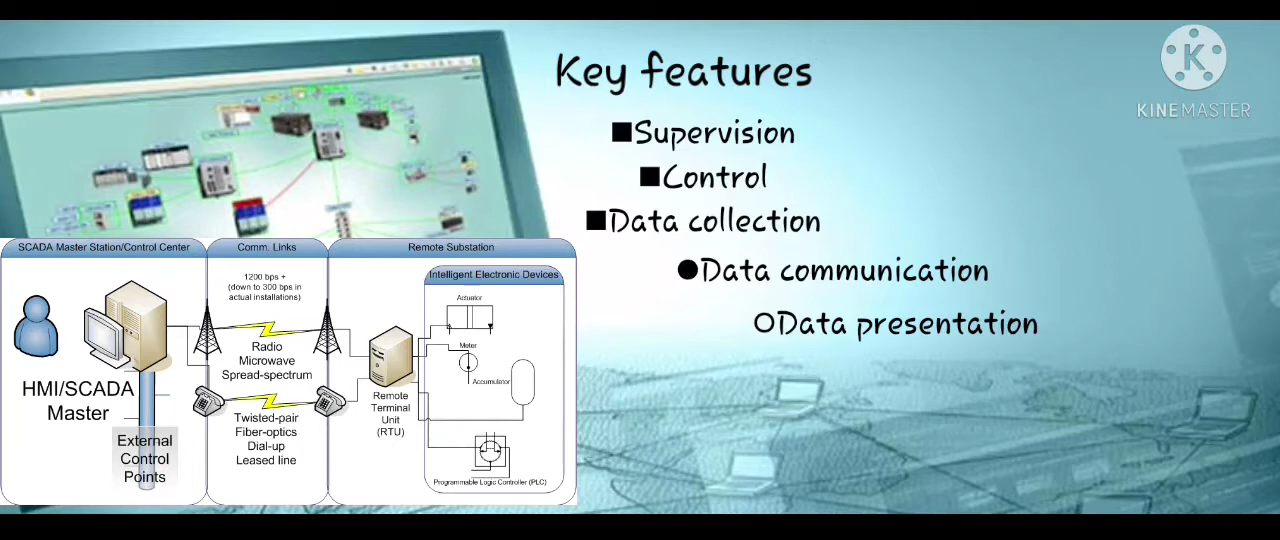 Key features
K
KINEMASTER
■Supervision
■Control
■Data collection
●Data communication
○Data presentation
SCADA Master Station/Control Center
Comm. Links
Remote Substation
1200 bps +
(down to 300 bps in
actual installations)
Intelligent Electronic Devices
Actuator
Radio
Microwave
Spread-spectrum
Meter
Accumulator
HMI/SCADA
Master
Remote
Terminal
Unit
(RTU)
Twisted-pair
Fiber-optics
Dial-up
Leased line
External
Control
Points
Programmable Logic Controller (PLC)